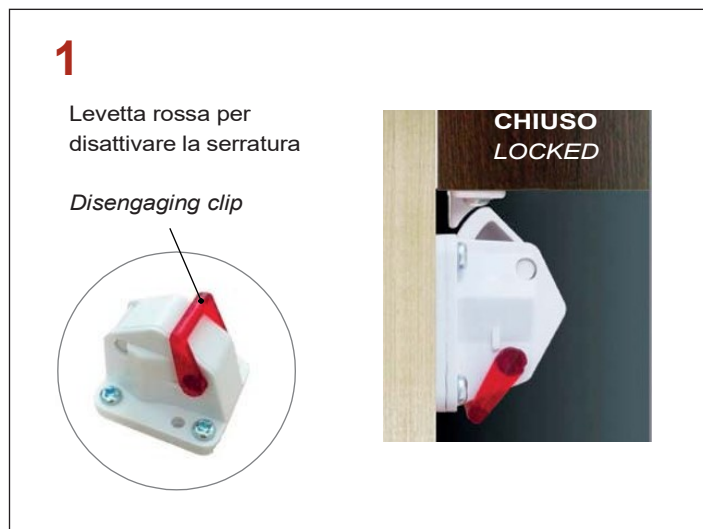 1
Levetta rossa per
disattivare la serratura
Disengaging clip
CHIUSO
LOCKED